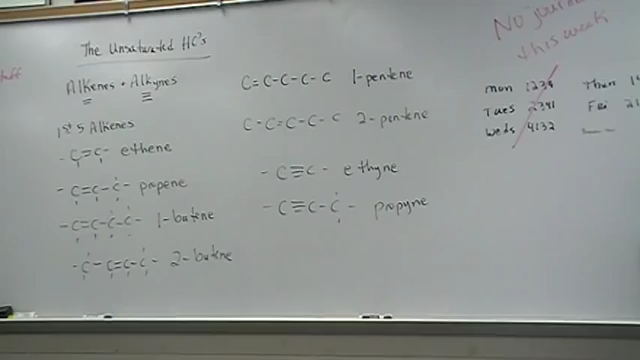 The Unsaturated HC's
Alkenes + Alkynes
1st 5 Alkenes
-C=C- ethene
-C=C-C- propene
-C=C-C-C- 1-butene
-C-C=C-C- 2-butene
C=C-C-C-C 1-pentene
C-C=C-C-C 2-pentene
-C≡C- ethyne
-C≡C-C- propyne
No journal
this week
mon 1234
Tues 2341
Weds 4132
Fri